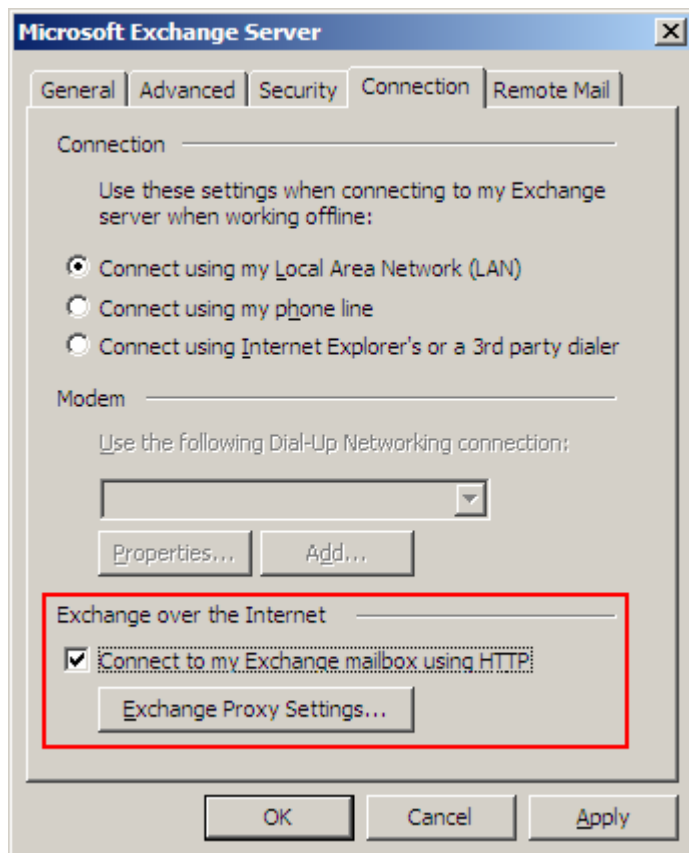 Microsoft Exchange Server
General
Advanced
Security
Connection
Remote Mail
Connection
Use these settings when connecting to my Exchange
server when working offline:
Connect using my Local Area Network (LAN)
Connect using my phone line
Connect using Internet Explorer's or a 3rd party dialer
Modem
Use the following Dial-Up Networking connection:
Properties...
Add...
Exchange over the Internet
Connect to my Exchange mailbox using HTTP
Exchange Proxy Settings...
OK
Cancel
Apply